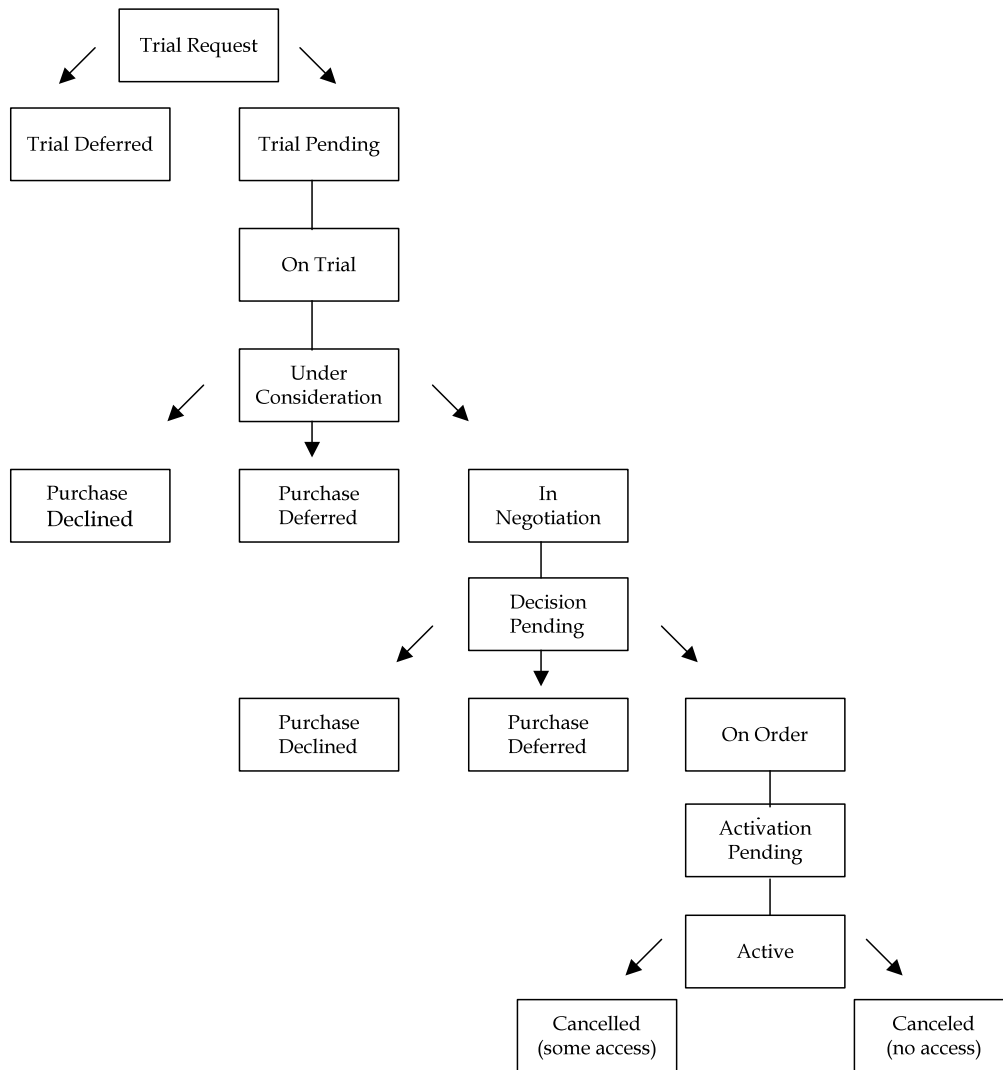 Trial Request
Trial Deferred
Trial Pending
On Trial
Under
Consideration
Purchase
Declined
Purchase
Deferred
In
Negotiation
Decision
Pending
Purchase
Declined
Purchase
Deferred
On Order
Activation
Pending
Active
Cancelled
(some access)
Canceled
(no access)